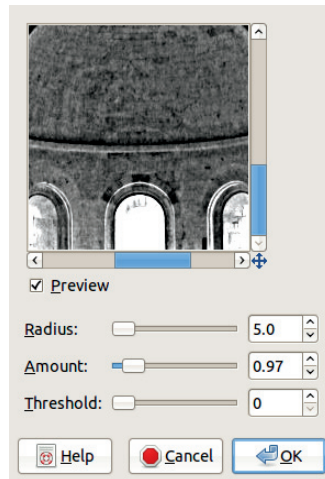 Preview
Radius: 5.0
Amount: 0.97
Threshold: 0
Help Cancel OK